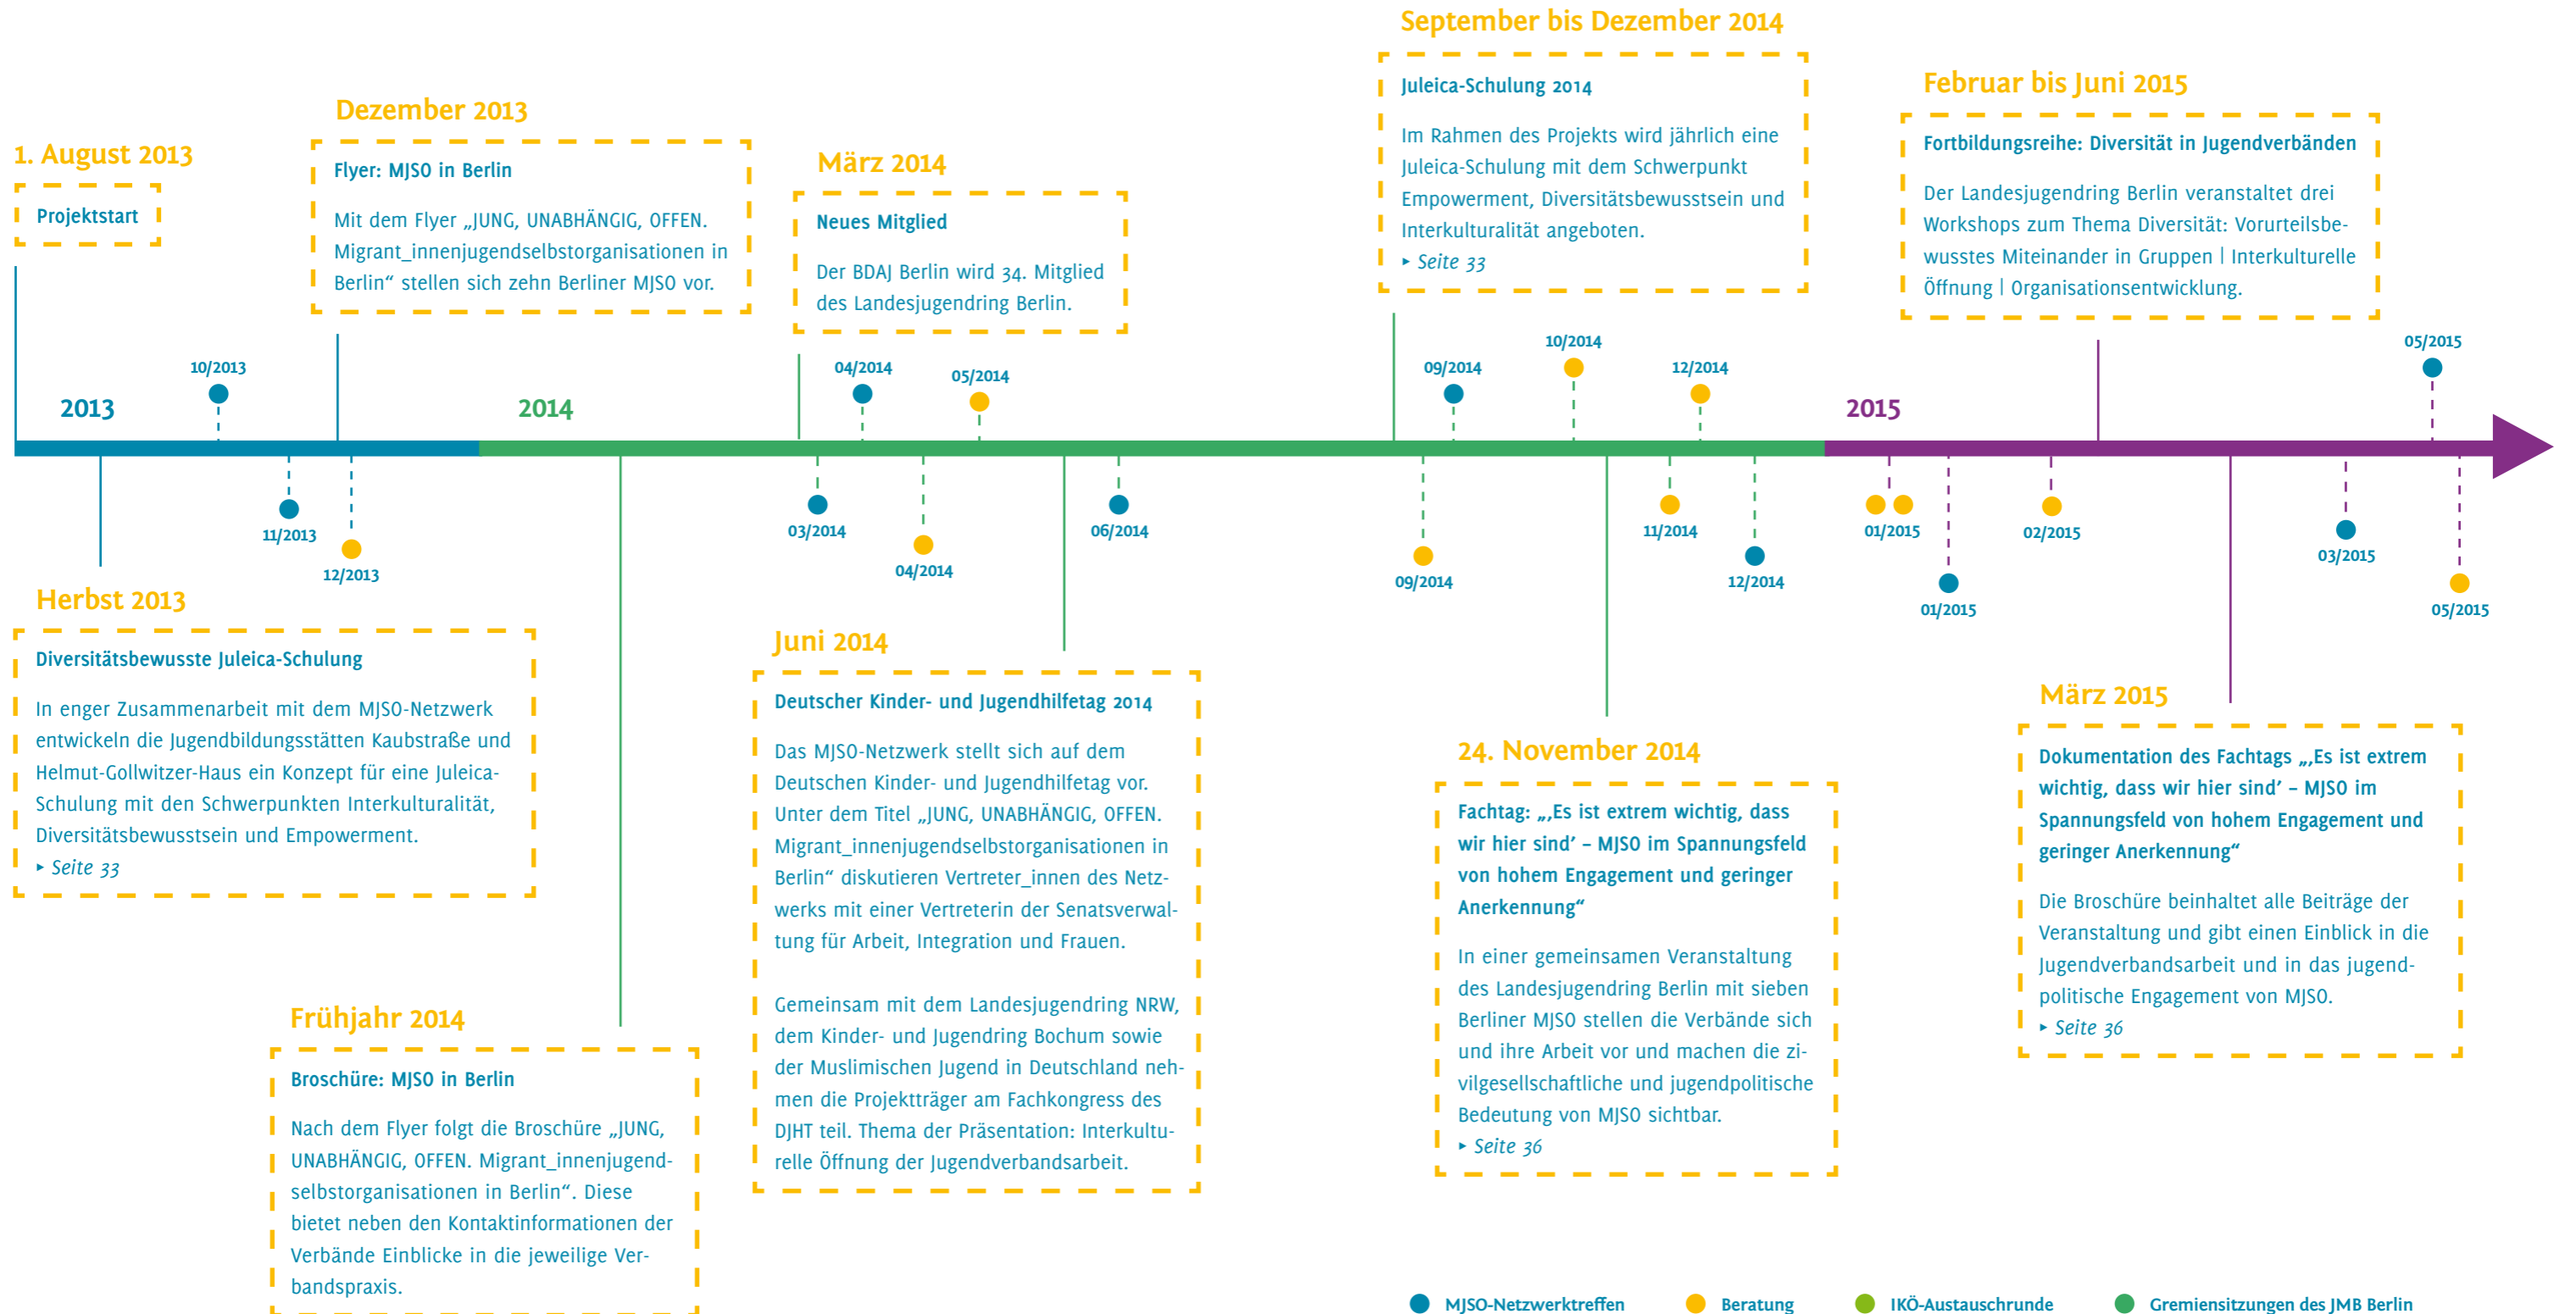 1. August 2013
Projektstart
Dezember 2013
Flyer: MJSO in Berlin
Mit dem Flyer „JUNG, UNABHÄNGIG, OFFEN.
Migrant_innenjugendselbstorganisationen in
Berlin“ stellen sich zehn Berliner MJSO vor.
März 2014
Neues Mitglied
Der BDAJ Berlin wird 34. Mitglied
des Landesjugendring Berlin.
September bis Dezember 2014
Juleica-Schulung 2014
Im Rahmen des Projekts wird jährlich eine
Juleica-Schulung mit dem Schwerpunkt
Empowerment, Diversitätsbewusstsein und
Interkulturalität angeboten.
▸ Seite 33
Februar bis Juni 2015
Fortbildungsreihe: Diversität in Jugendverbänden
Der Landesjugendring Berlin veranstaltet drei
Workshops zum Thema Diversität: Vorurteilsbe-
wusstes Miteinander in Gruppen | Interkulturelle
Öffnung | Organisationsentwicklung.
10/2013
04/2014
05/2014
09/2014
10/2014
12/2014
05/2015
2013
2014
2015
11/2013
12/2013
03/2014
04/2014
06/2014
09/2014
11/2014
12/2014
01/2015
01/2015
02/2015
03/2015
05/2015
Herbst 2013
Diversitätsbewusste Juleica-Schulung
In enger Zusammenarbeit mit dem MJSO-Netzwerk
entwickeln die Jugendbildungsstätten Kaubstraße und
Helmut-Gollwitzer-Haus ein Konzept für eine Juleica-
Schulung mit den Schwerpunkten Interkulturalität,
Diversitätsbewusstsein und Empowerment.
▸ Seite 33
Frühjahr 2014
Broschüre: MJSO in Berlin
Nach dem Flyer folgt die Broschüre „JUNG,
UNABHÄNGIG, OFFEN. Migrant_innenjugend-
selbstorganisationen in Berlin“. Diese
bietet neben den Kontaktinformationen der
Verbände Einblicke in die jeweilige Ver-
bandspraxis.
Juni 2014
Deutscher Kinder- und Jugendhilfetag 2014
Das MJSO-Netzwerk stellt sich auf dem
Deutschen Kinder- und Jugendhilfetag vor.
Unter dem Titel „JUNG, UNABHÄNGIG, OFFEN.
Migrant_innenjugendselbstorganisationen in
Berlin“ diskutieren Vertreter_innen des Netz-
werks mit einer Vertreterin der Senatsverwal-
tung für Arbeit, Integration und Frauen.
Gemeinsam mit dem Landesjugendring NRW,
dem Kinder- und Jugendring Bochum sowie
der Muslimischen Jugend in Deutschland neh-
men die Projektträger am Fachkongress des
DJHT teil. Thema der Präsentation: Interkultu-
relle Öffnung der Jugendverbandsarbeit.
24. November 2014
Fachtag: „‚Es ist extrem wichtig, dass
wir hier sind’ – MJSO im Spannungsfeld
von hohem Engagement und geringer
Anerkennung“
In einer gemeinsamen Veranstaltung
des Landesjugendring Berlin mit sieben
Berliner MJSO stellen die Verbände sich
und ihre Arbeit vor und machen die zi-
vilgesellschaftliche und jugendpolitische
Bedeutung von MJSO sichtbar.
▸ Seite 36
März 2015
Dokumentation des Fachtags „‚Es ist extrem
wichtig, dass wir hier sind’ – MJSO im
Spannungsfeld von hohem Engagement und
geringer Anerkennung“
Die Broschüre beinhaltet alle Beiträge der
Veranstaltung und gibt einen Einblick in die
Jugendverbandsarbeit und in das jugend-
politische Engagement von MJSO.
▸ Seite 36
MJSO-Netzwerktreffen
Beratung
IKÖ-Austauschrunde
Gremiensitzungen des JMB Berlin